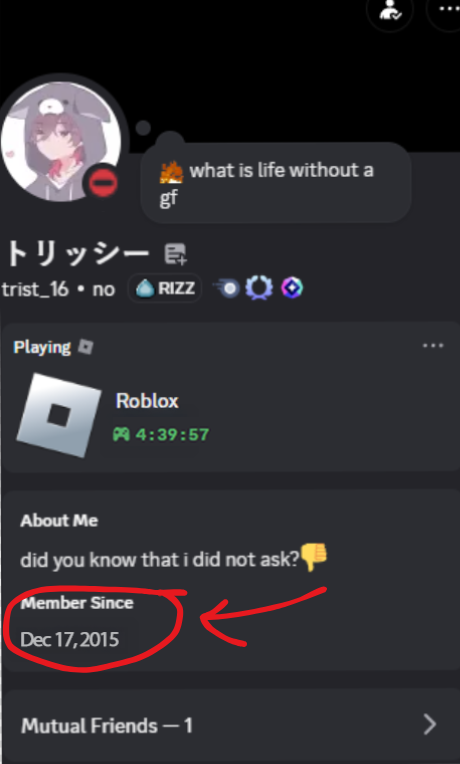 what is life without a
gf
トリッシー
trist_16 • no RIZZ
Playing
Roblox
4:39:57
About Me
did you know that i did not ask?👎
Member Since
Dec 17, 2015
Mutual Friends — 1